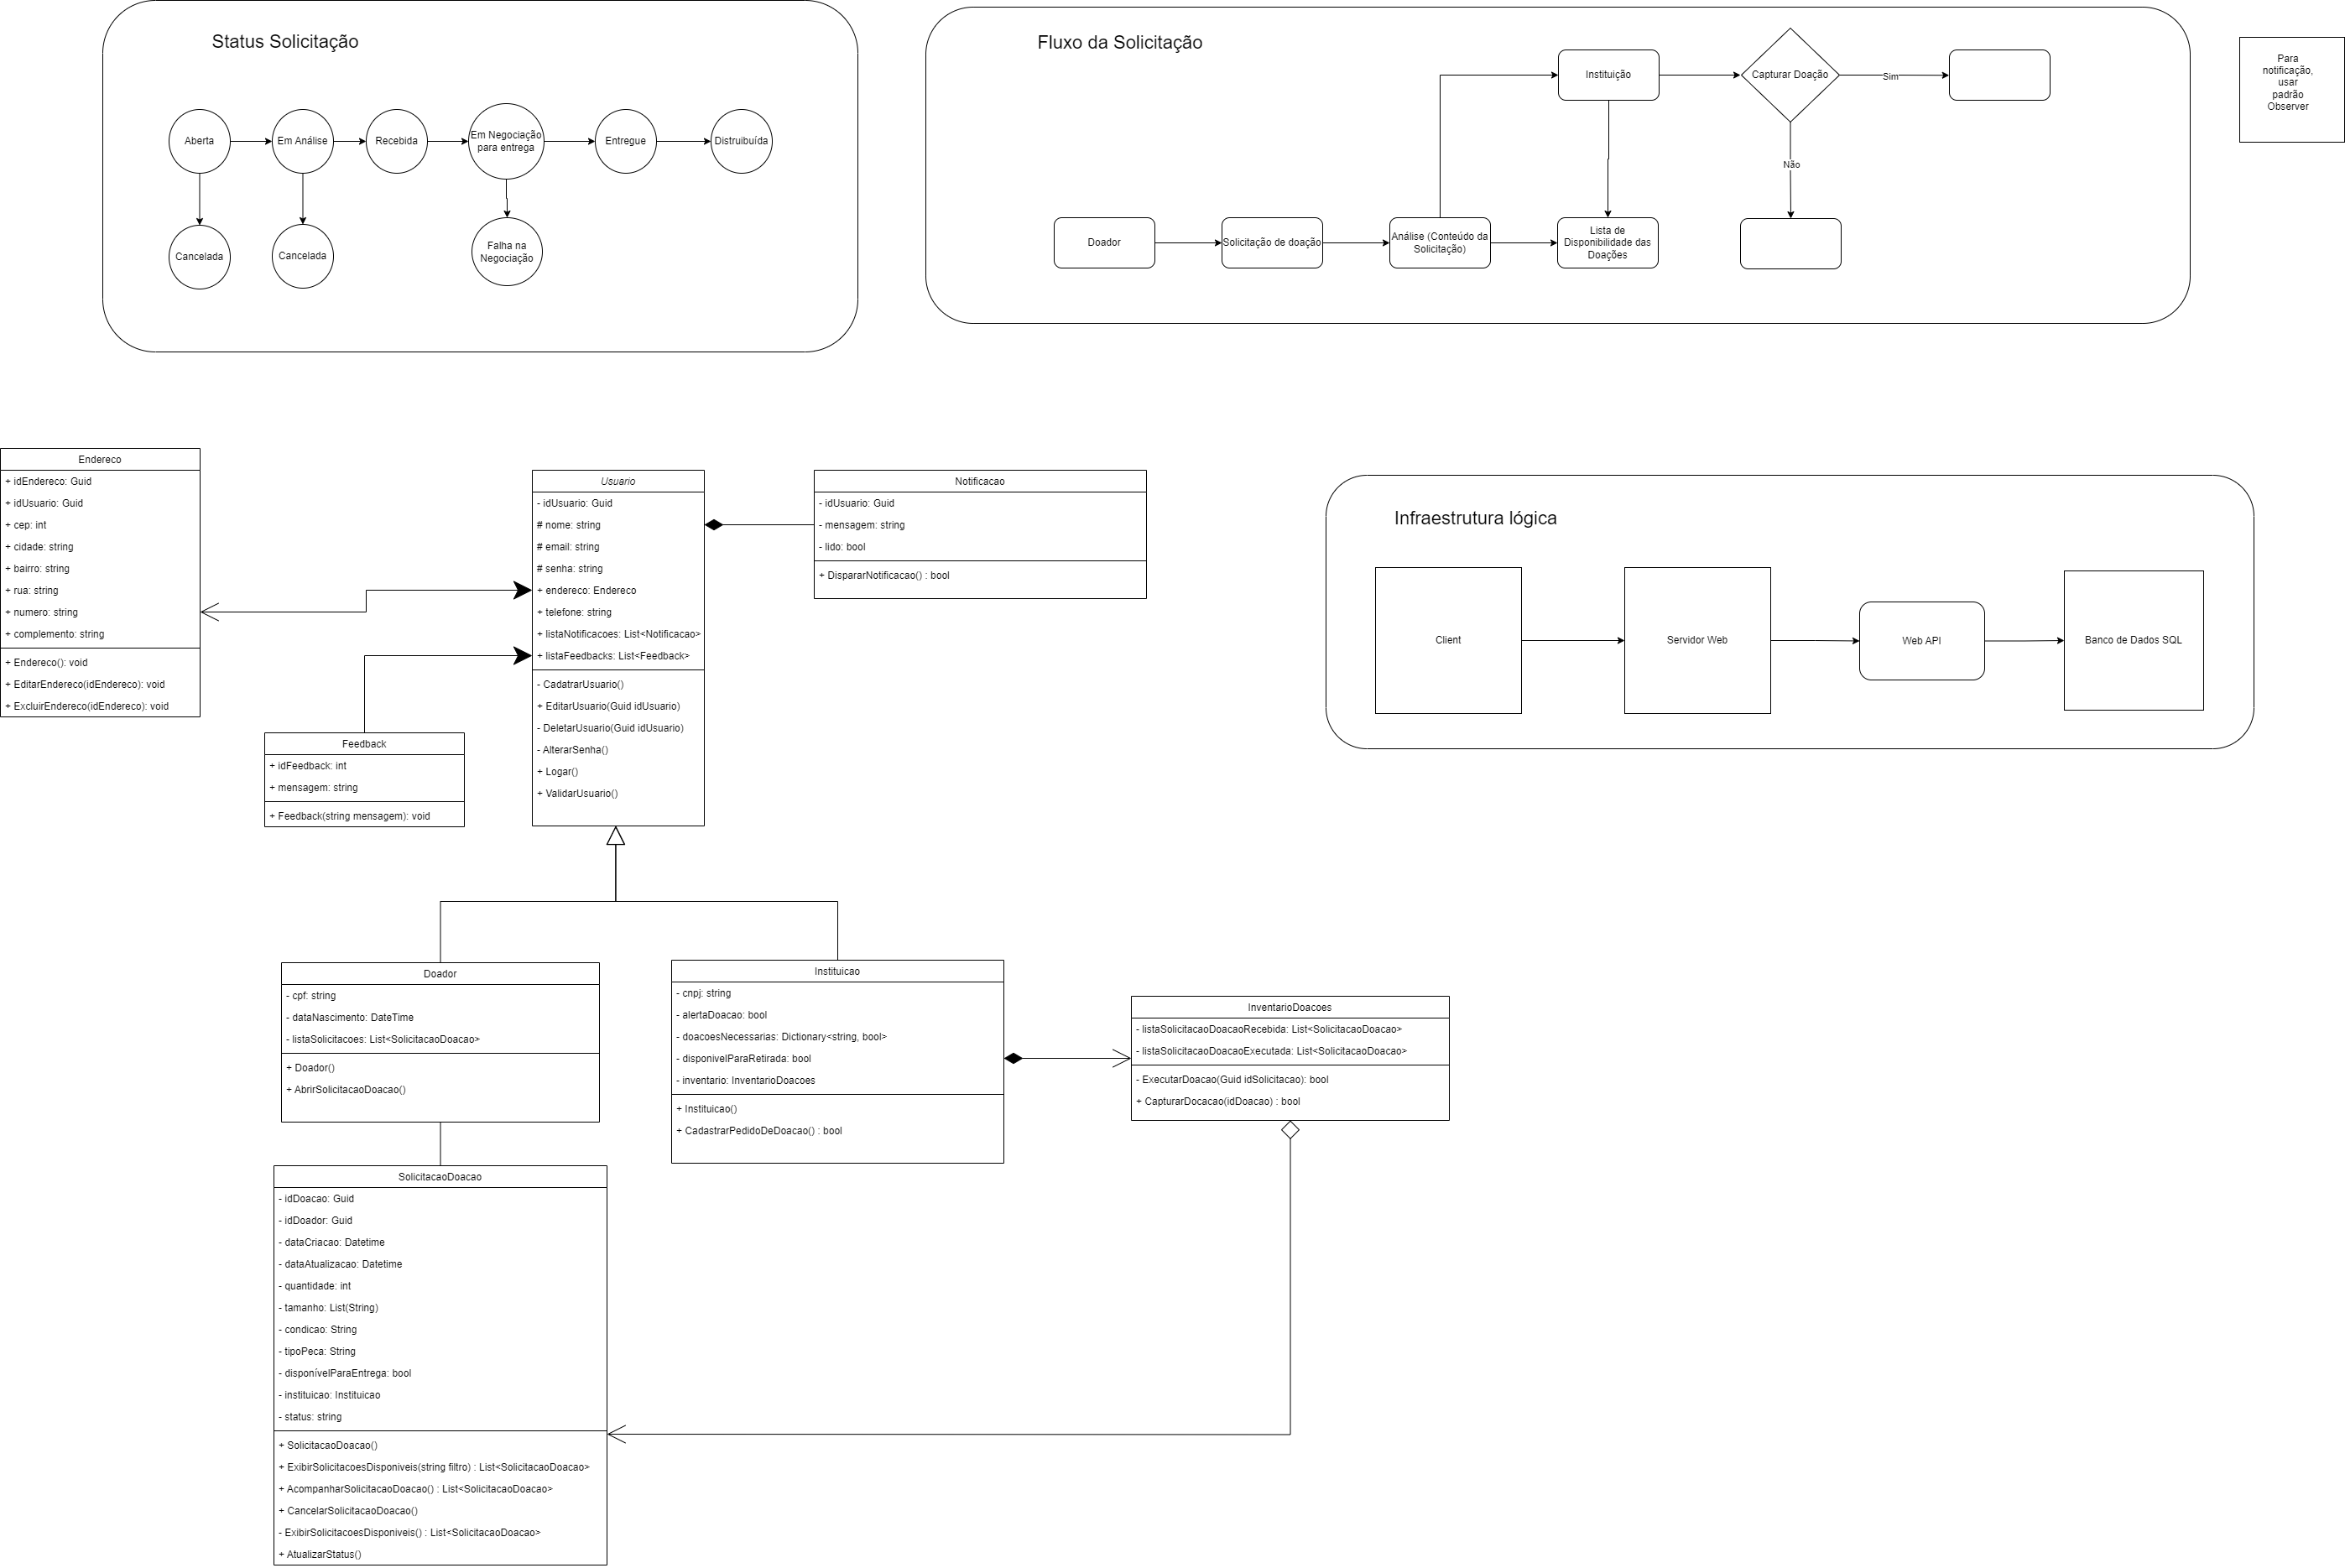 Status Solicitação
Aberta
Em Análise
Recebida
Em Negociação
para entrega
Entregue
Distruibuída
Cancelada
Cancelada
Falha na
Negociação
Fluxo da Solicitação
Instituição
Capturar Doação
Sim
Não
Doador
Solicitação de doação
Análise (Conteúdo da
Solicitação)
Lista de
Disponibilidade das
Doações
Para
notificação,
usar
padrão
Observer
Endereco
+ idEndereco: Guid
+ idUsuario: Guid
+ cep: int
+ cidade: string
+ bairro: string
+ rua: string
+ numero: string
+ complemento: string
+ Endereco(): void
+ EditarEndereco(idEndereco): void
+ ExcluirEndereco(idEndereco): void
Feedback
+ idFeedback: int
+ mensagem: string
+ Feedback(string mensagem): void
Usuario
- idUsuario: Guid
# nome: string
# email: string
# senha: string
+ endereco: Endereco
+ telefone: string
+ listaNotificacoes: List<Notificacao>
+ listaFeedbacks: List<Feedback>
- CadatrarUsuario()
+ EditarUsuario(Guid idUsuario)
- DeletarUsuario(Guid idUsuario)
- AlterarSenha()
+ Logar()
+ ValidarUsuario()
Notificacao
- idUsuario: Guid
- mensagem: string
- lido: bool
+ DispararNotificacao() : bool
Infraestrutura lógica
Client
Servidor Web
Web API
Banco de Dados SQL
Doador
- cpf: string
- dataNascimento: DateTime
- listaSolicitacoes: List<SolicitacaoDoacao>
+ Doador()
+ AbrirSolicitacaoDoacao()
Instituicao
- cnpj: string
- alertaDoacao: bool
- doacoesNecessarias: Dictionary<string, bool>
- disponivelParaRetirada: bool
- inventario: InventarioDoacoes
+ Instituicao()
+ CadastrarPedidoDeDoacao() : bool
InventarioDoacoes
- listaSolicitacaoDoacaoRecebida: List<SolicitacaoDoacao>
- listaSolicitacaoDoacaoExecutada: List<SolicitacaoDoacao>
- ExecutarDoacao(Guid idSolicitacao): bool
+ CapturarDocacao(idDoacao) : bool
SolicitacaoDoacao
- idDoacao: Guid
- idDoador: Guid
- dataCriacao: Datetime
- dataAtualizacao: Datetime
- quantidade: int
- tamanho: List(String)
- condicao: String
- tipoPeca: String
- disponívelParaEntrega: bool
- instituicao: Instituicao
- status: string
+ SolicitacaoDoacao()
+ ExibirSolicitacoesDisponiveis(string filtro) : List<SolicitacaoDoacao>
+ AcompanharSolicitacaoDoacao() : List<SolicitacaoDoacao>
+ CancelarSolicitacaoDoacao()
- ExibirSolicitacoesDisponiveis() : List<SolicitacaoDoacao>
+ AtualizarStatus()